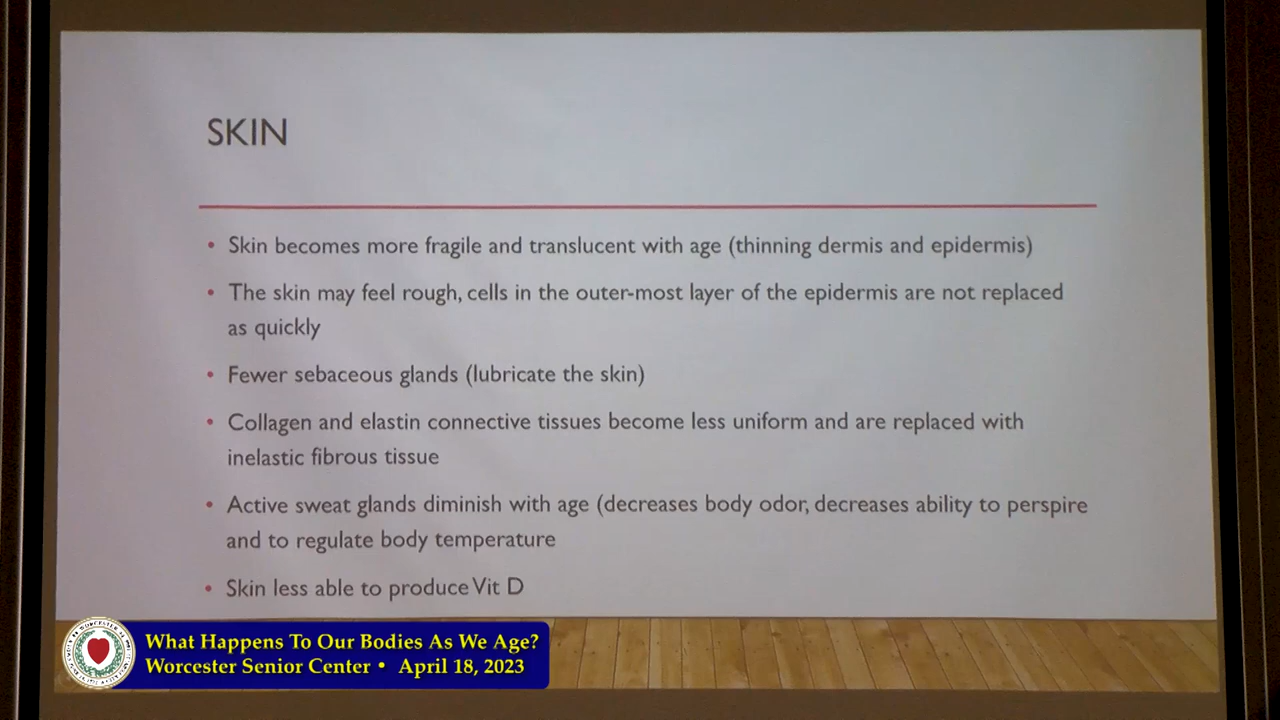 SKIN
• Skin becomes more fragile and translucent with age (thinning dermis and epidermis)
• The skin may feel rough, cells in the outer-most layer of the epidermis are not replaced
as quickly
• Fewer sebaceous glands (lubricate the skin)
• Collagen and elastin connective tissues become less uniform and are replaced with
inelastic fibrous tissue
• Active sweat glands diminish with age (decreases body odor, decreases ability to perspire
and to regulate body temperature
• Skin less able to produce Vit D
What Happens To Our Bodies As We Age?
Worcester Senior Center • April 18, 2023